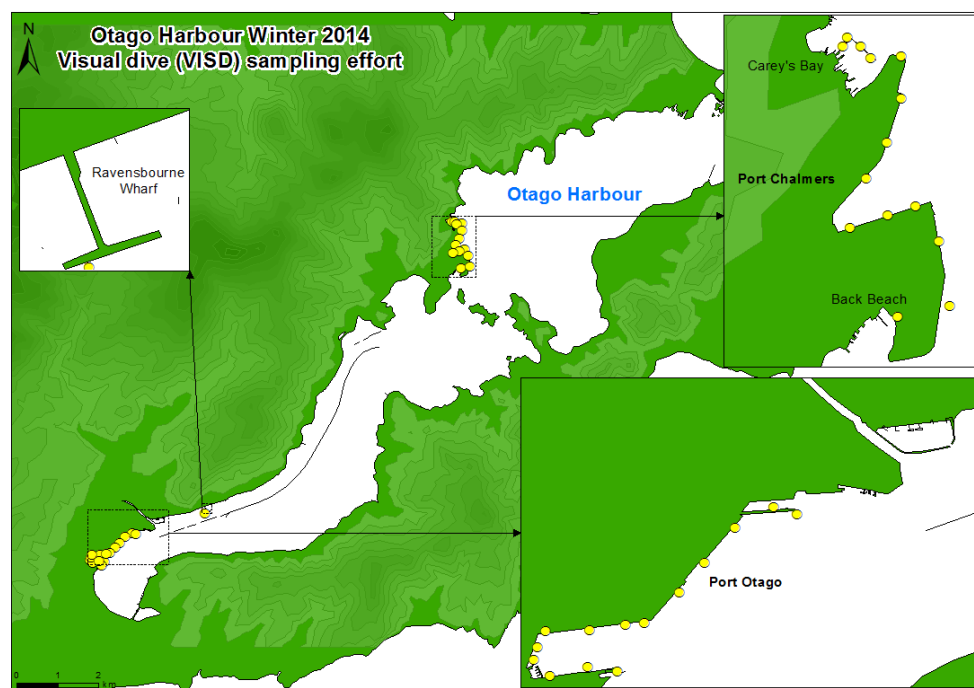 N
Otago Harbour Winter 2014
Visual dive (VISD) sampling effort
Carey's Bay
Ravensbourne
Wharf
Port Chalmers
Otago Harbour
Back Beach
Port Otago
0 1 2
km